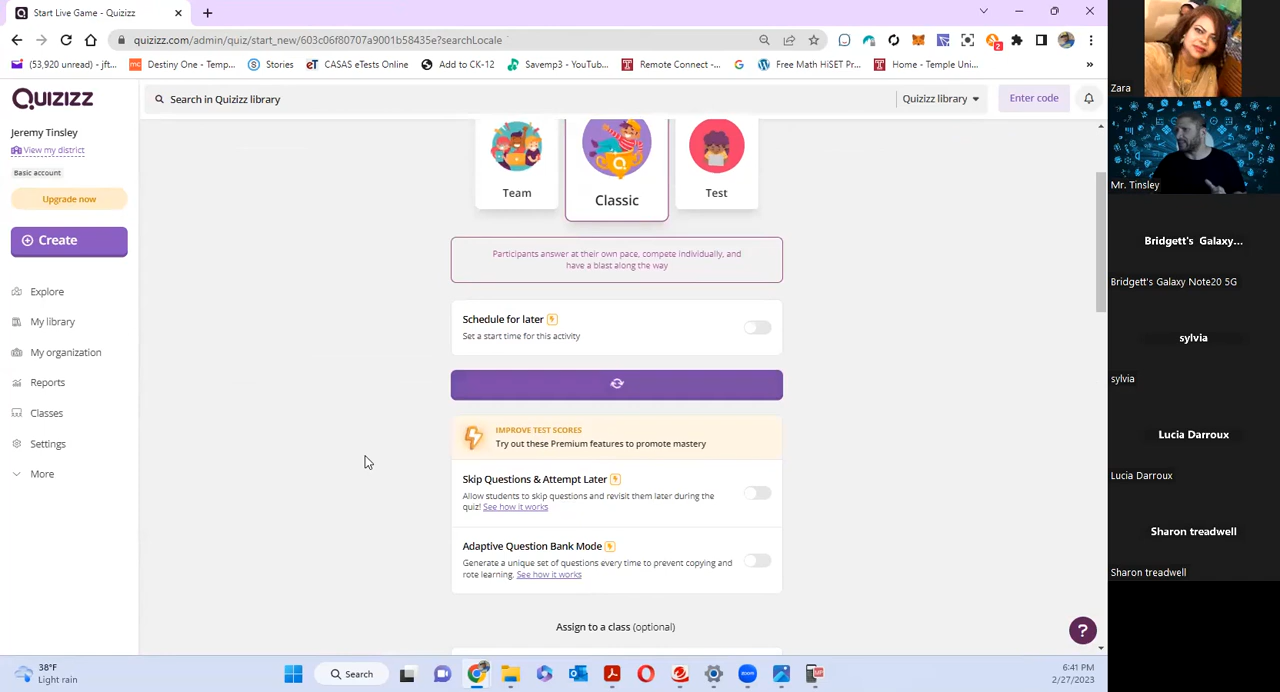 Start Live Game - Quizizz
quizizz.com/admin/quiz/start_new/603c06f80707a9001b58435e?searchLocale
2
(53,920 unread) - jft...
mc
Destiny One - Temp...
Stories
eT CASAS eTests Online
Add to CK-12
Savemp3 - YouTub...
Remote Connect -...
Free Math HiSET Pr...
Home - Temple Uni...
»
QUIZIZZ
Search in Quizizz library
Quizizz library
Enter code
Jeremy Tinsley
View my district
Basic account
Upgrade now
Create
Explore
My library
My organization
Reports
Classes
Settings
More
Team
Classic
Test
Participants answer at their own pace, compete individually, and
have a blast along the way
Schedule for later
Set a start time for this activity
IMPROVE TEST SCORES
Try out these Premium features to promote mastery
Skip Questions & Attempt Later
Allow students to skip questions and revisit them later during the
quiz! See how it works
Adaptive Question Bank Mode
Generate a unique set of questions every time to prevent copying and
rote learning. See how it works
Assign to a class (optional)
?
Zara
Mr. Tinsley
Bridgett's Galaxy...
Bridgett's Galaxy Note20 5G
sylvia
sylvia
Lucia Darroux
Lucia Darroux
Sharon treadwell
Sharon treadwell
38°F
Light rain
Search
zoom
6:41 PM
2/27/2023